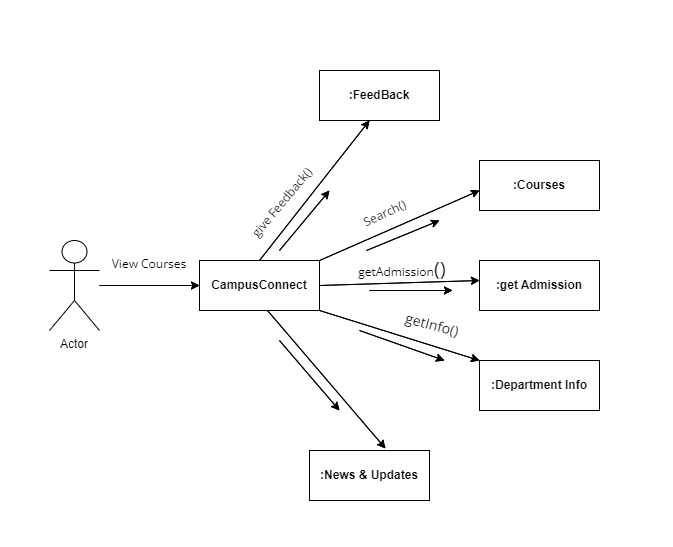 :FeedBack
give Feedback()
:Courses
Search()
View Courses
CampusConnect
getAdmission()
:get Admission
Actor
getInfo()
:Department Info
:News & Updates